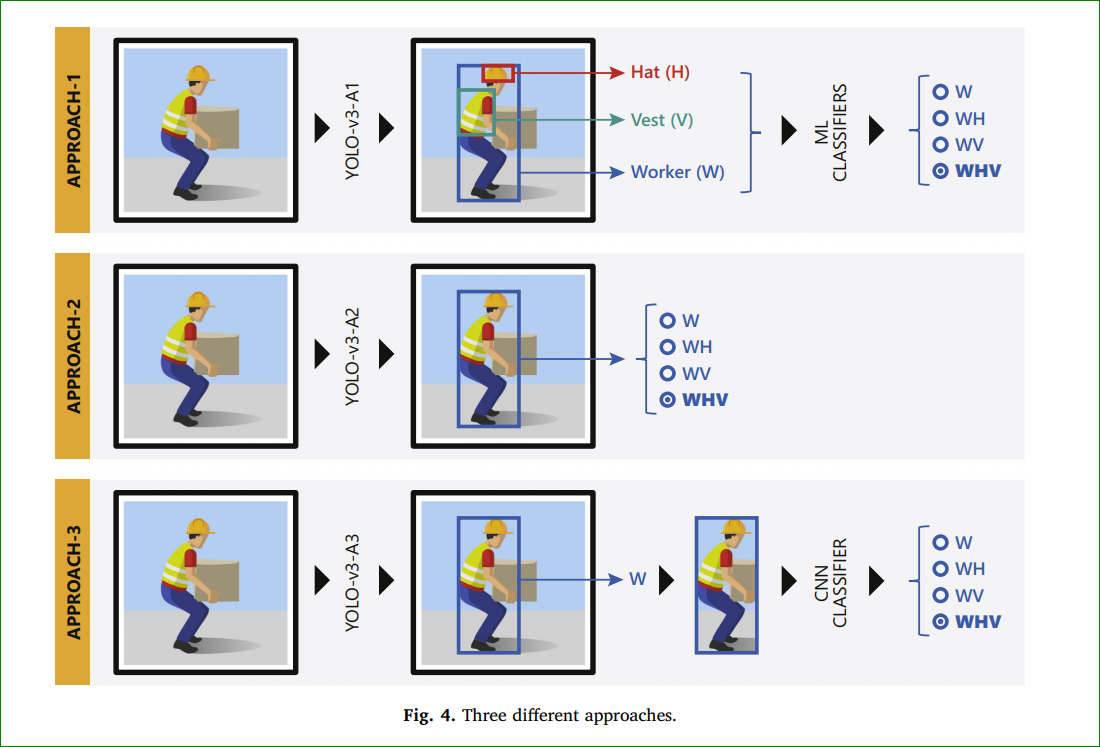 APPROACH-1
YOLO-v3-A1
Hat (H)
Vest (V)
Worker (W)
ML
CLASSIFIERS
W
WH
WV
WHV
APPROACH-2
YOLO-v3-A2
W
WH
WV
WHV
APPROACH-3
YOLO-v3-A3
W
CNN
CLASSIFIER
W
WH
WV
WHV
Fig. 4. Three different approaches.